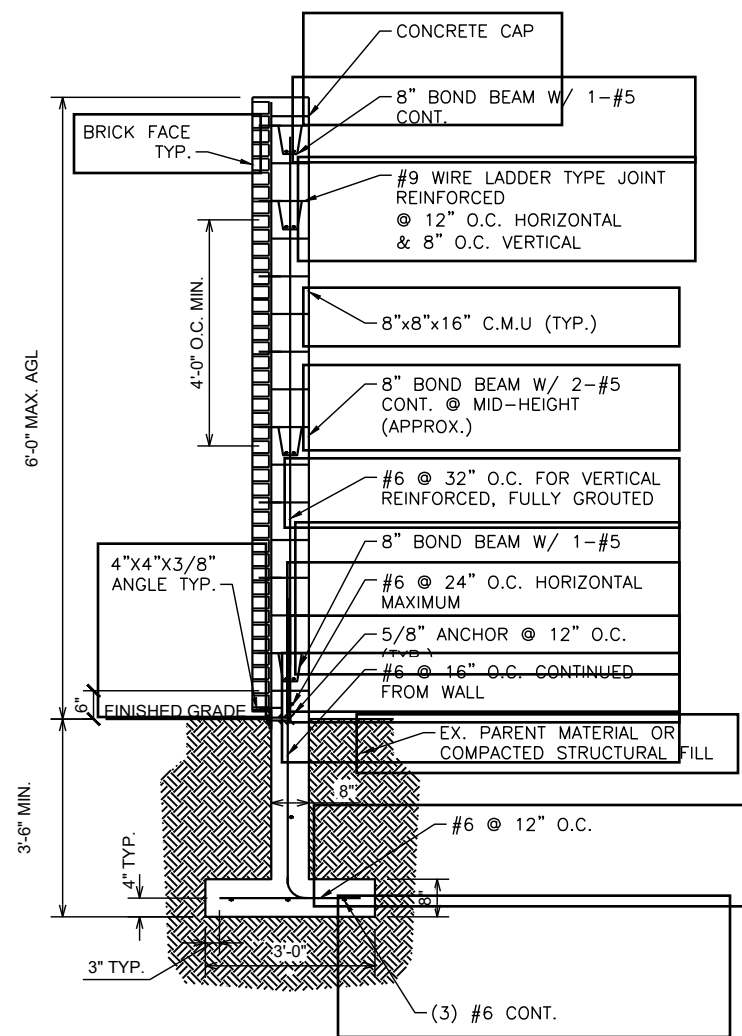 CONCRETE CAP
8" BOND BEAM W/ 1-#5
CONT.
BRICK FACE
TYP.
#9 WIRE LADDER TYPE JOINT
REINFORCED
@ 12" O.C. HORIZONTAL
& 8" O.C. VERTICAL
4'-0" O.C. MIN.
8"x8"x16" C.M.U (TYP.)
6'-0" MAX. AGL
8" BOND BEAM W/ 2-#5
CONT. @ MID-HEIGHT
(APPROX.)
#6 @ 32" O.C. FOR VERTICAL
REINFORCED, FULLY GROUTED
8" BOND BEAM W/ 1-#5
4"X4"X3/8"
ANGLE TYP.
#6 @ 24" O.C. HORIZONTAL
MAXIMUM
5/8" ANCHOR @ 12" O.C.
(TYP.)
#6 @ 16" O.C. CONTINUED
FROM WALL
6"
FINISHED GRADE
EX. PARENT MATERIAL OR
COMPACTED STRUCTURAL FILL
3'-6" MIN.
8"
#6 @ 12" O.C.
4" TYP.
8"
3'-0"
3" TYP.
(3) #6 CONT.